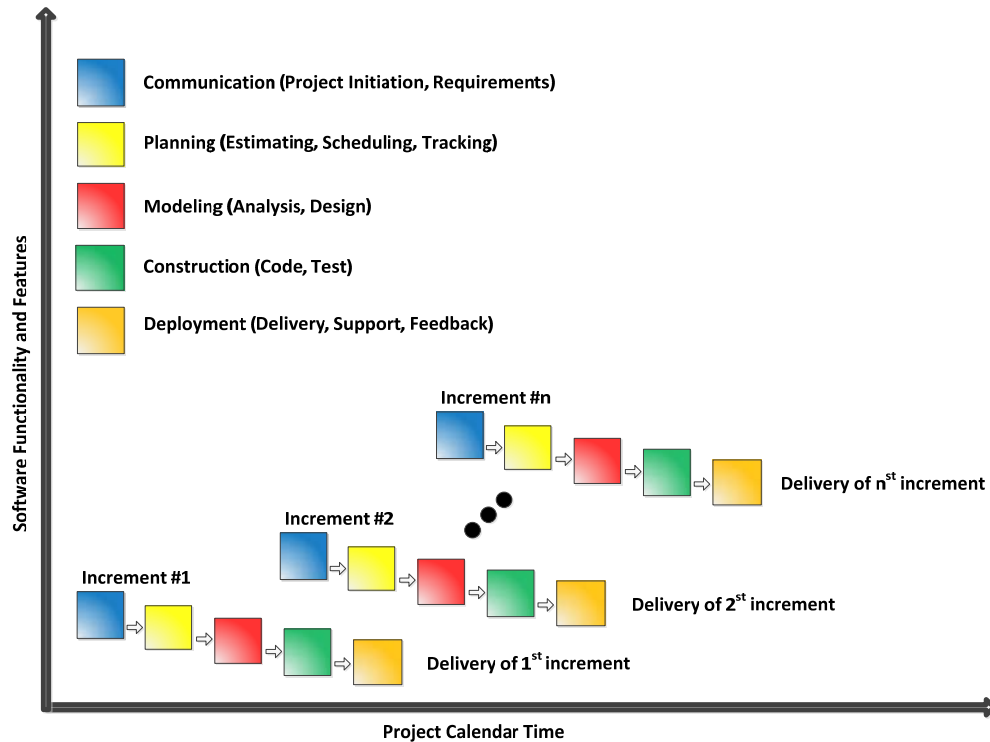 Communication (Project Initiation, Requirements)
Planning (Estimating, Scheduling, Tracking)
Modeling (Analysis, Design)
Construction (Code, Test)
Deployment (Delivery, Support, Feedback)
Software Functionality and Features
Increment #n
Delivery of nst increment
Increment #2
Delivery of 2st increment
Increment #1
Delivery of 1st increment
Project Calendar Time